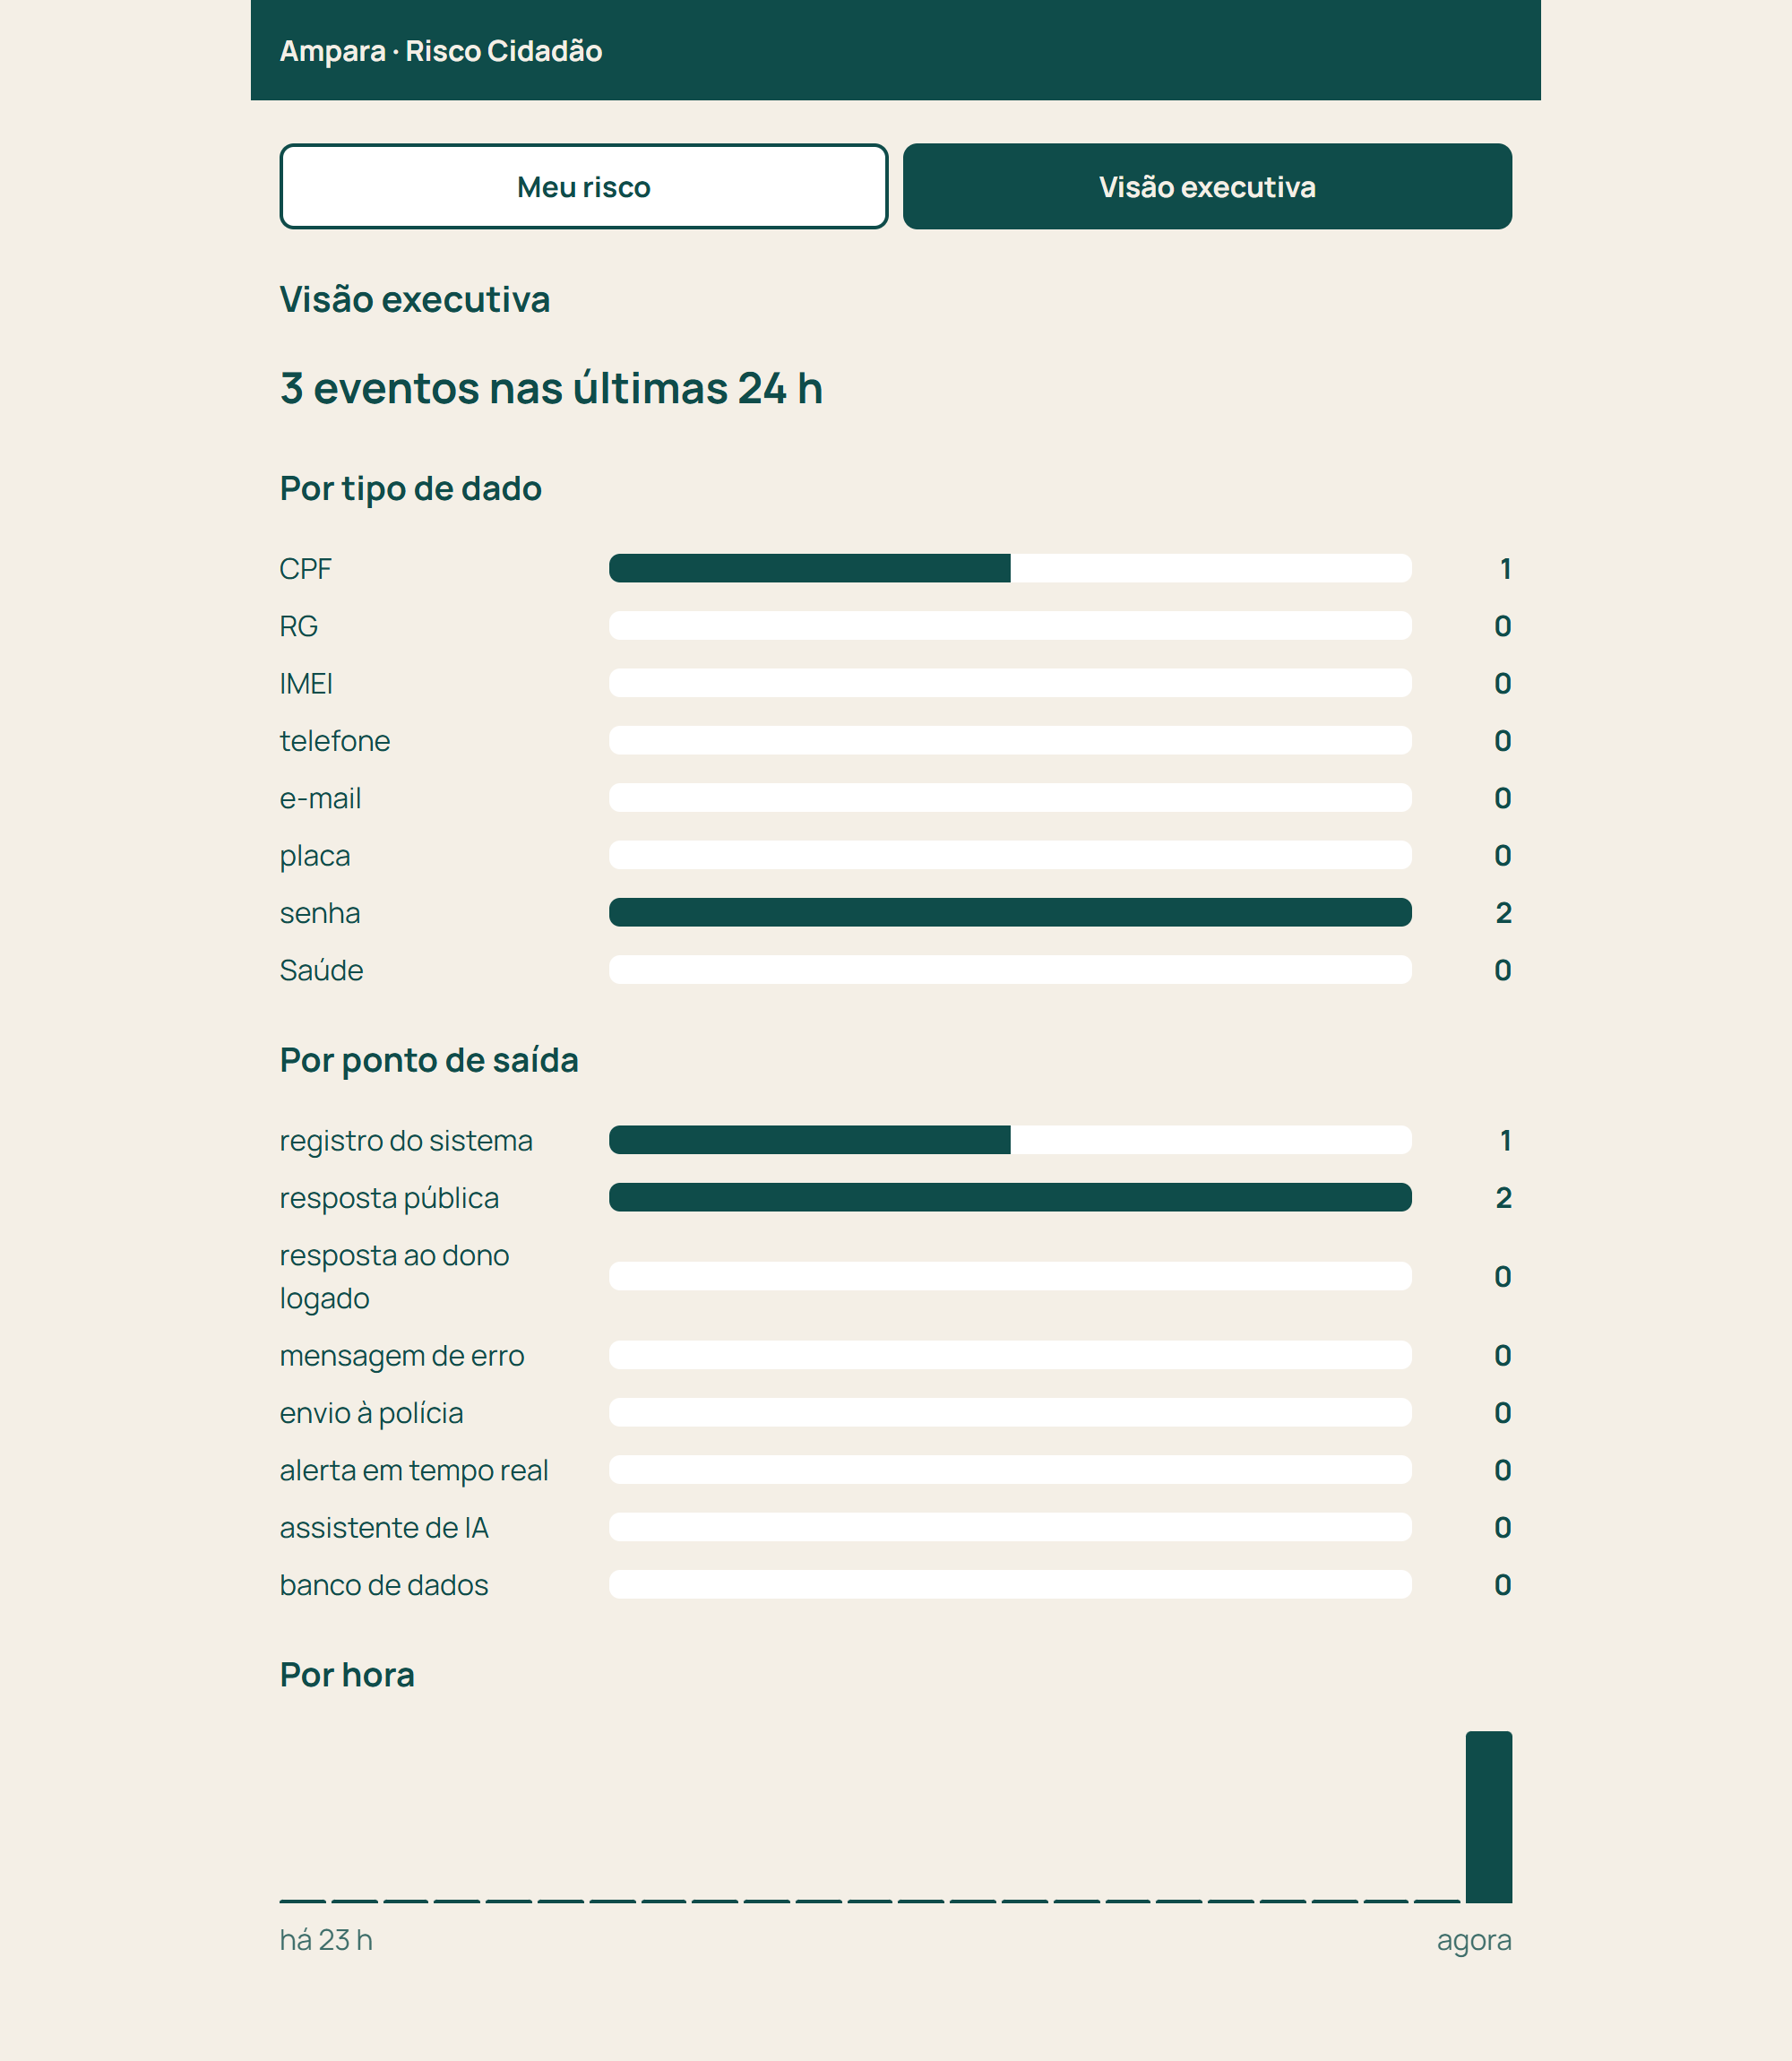 Ampara · Risco Cidadão
Meu risco
Visão executiva
Visão executiva
3 eventos nas últimas 24 h
Por tipo de dado
CPF 1
RG 0
IMEI 0
telefone 0
e-mail 0
placa 0
senha 2
Saúde 0
Por ponto de saída
registro do sistema 1
resposta pública 2
resposta ao dono
logado 0
mensagem de erro 0
envio à polícia 0
alerta em tempo real 0
assistente de IA 0
banco de dados 0
Por hora
há 23 h
agora